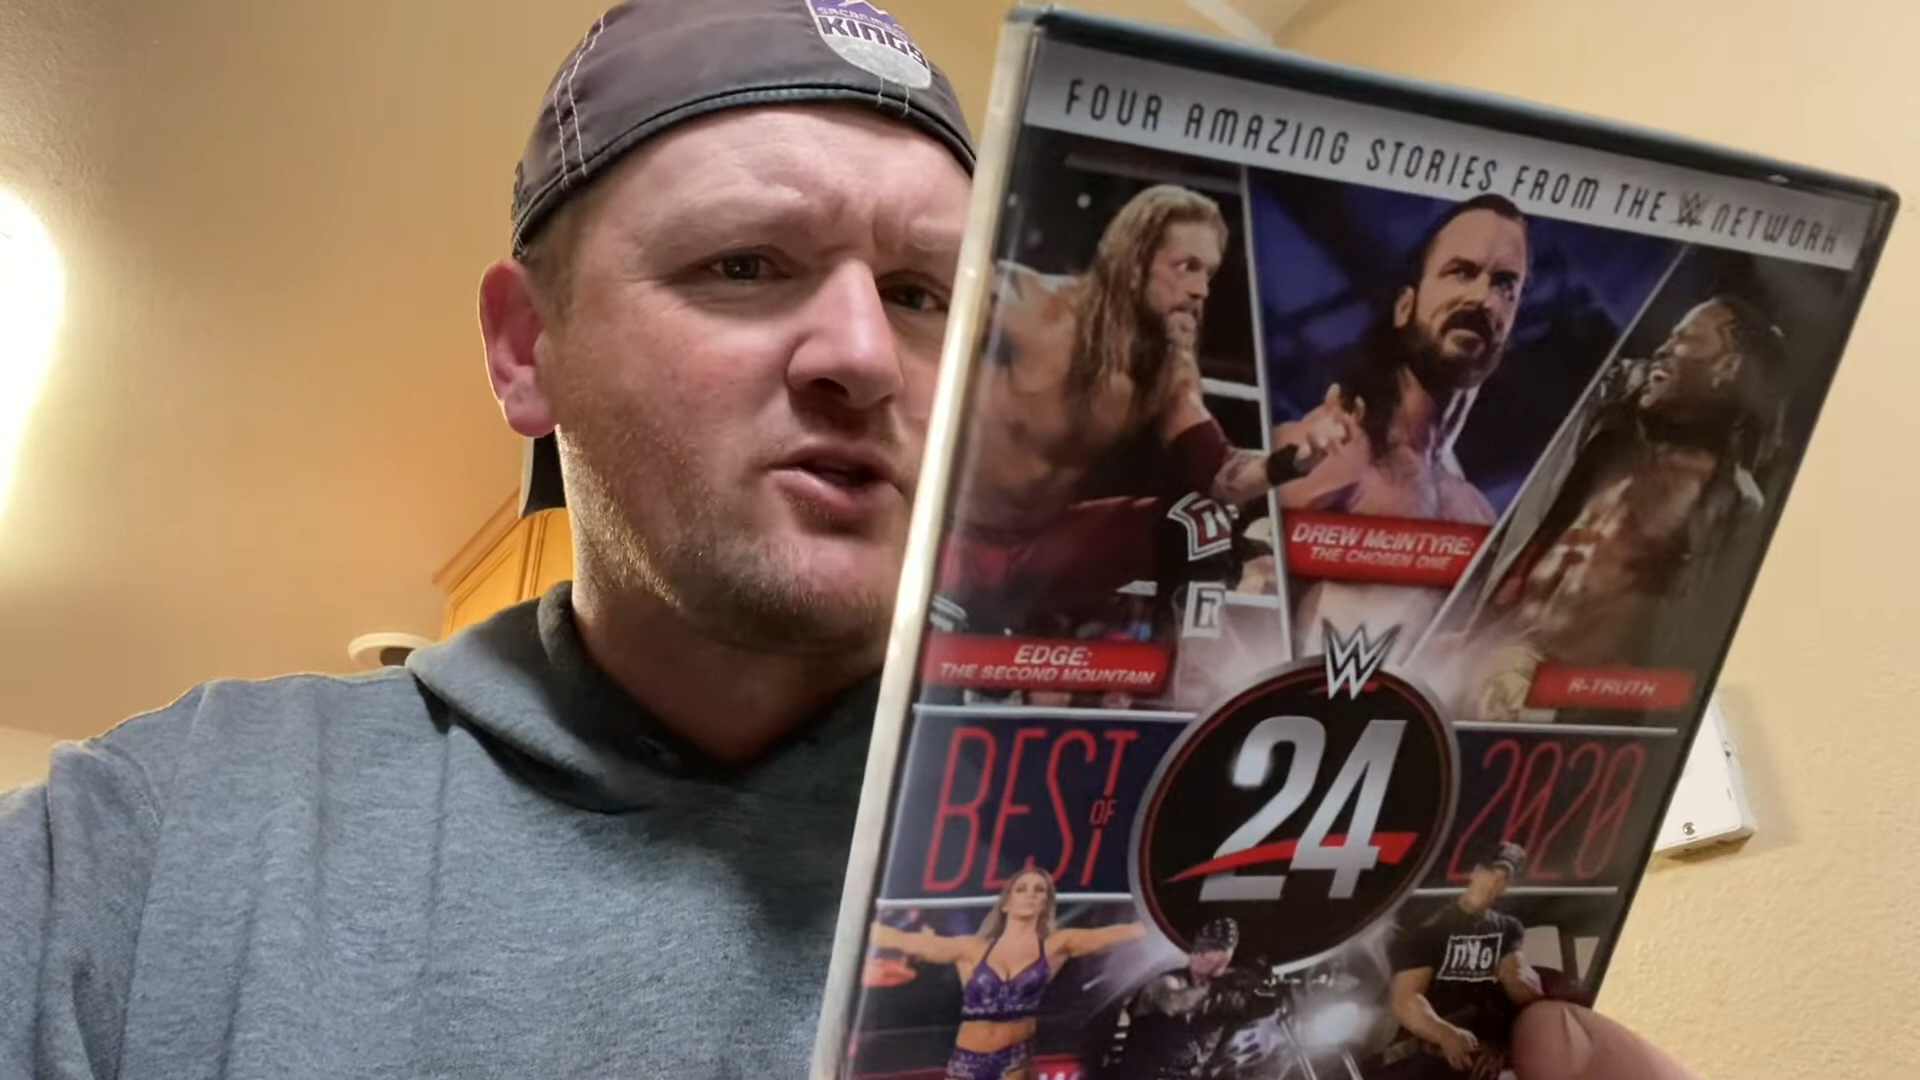 SACRAMENTO
KINGS
FOUR AMAZING STORIES FROM THE W NETWORK
DREW McINTYRE:
THE CHOSEN ONE
EDGE:
THE SECOND MOUNTAIN
R-TRUTH
W
BEST OF 24 2020
nWo